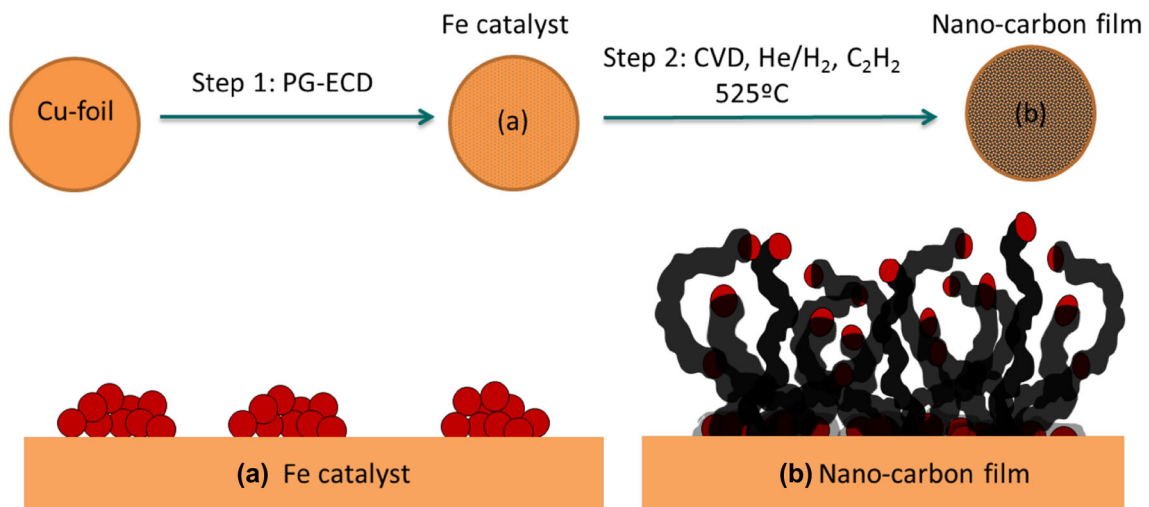 Fe catalyst
Nano-carbon film
Step 1: PG-ECD
Step 2: CVD, He/H₂, C₂H₂
525ºC
Cu-foil
(a)
(b)
(a) Fe catalyst
(b) Nano-carbon film